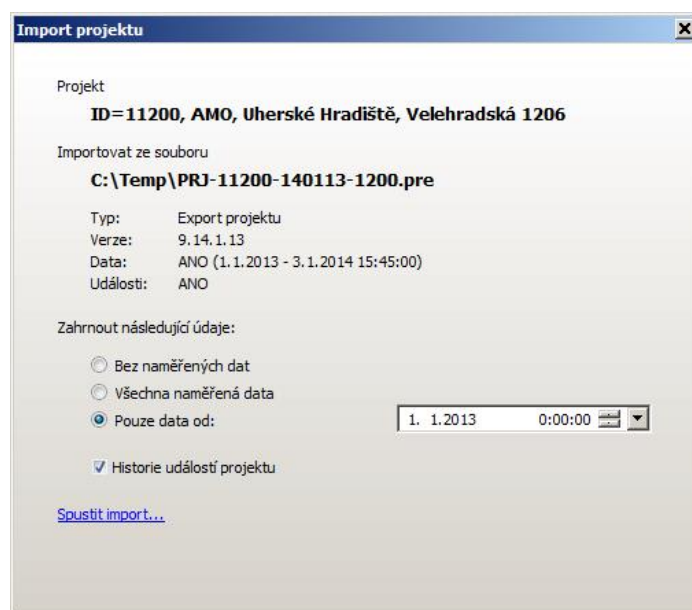 Import projektu
Projekt
ID=11200, AMO, Uherské Hradiště, Velehradská 1206
Importovat ze souboru
C:\Temp\PRJ-11200-140113-1200.pre
Typ: Export projektu
Verze: 9.14.1.13
Data: ANO (1.1.2013 - 3.1.2014 15:45:00)
Události: ANO
Zahrnout následující údaje:
Bez naměřených dat
Všechna naměřená data
Pouze data od: 1. 1.2013 0:00:00
Historie událostí projektu
Spustit import...